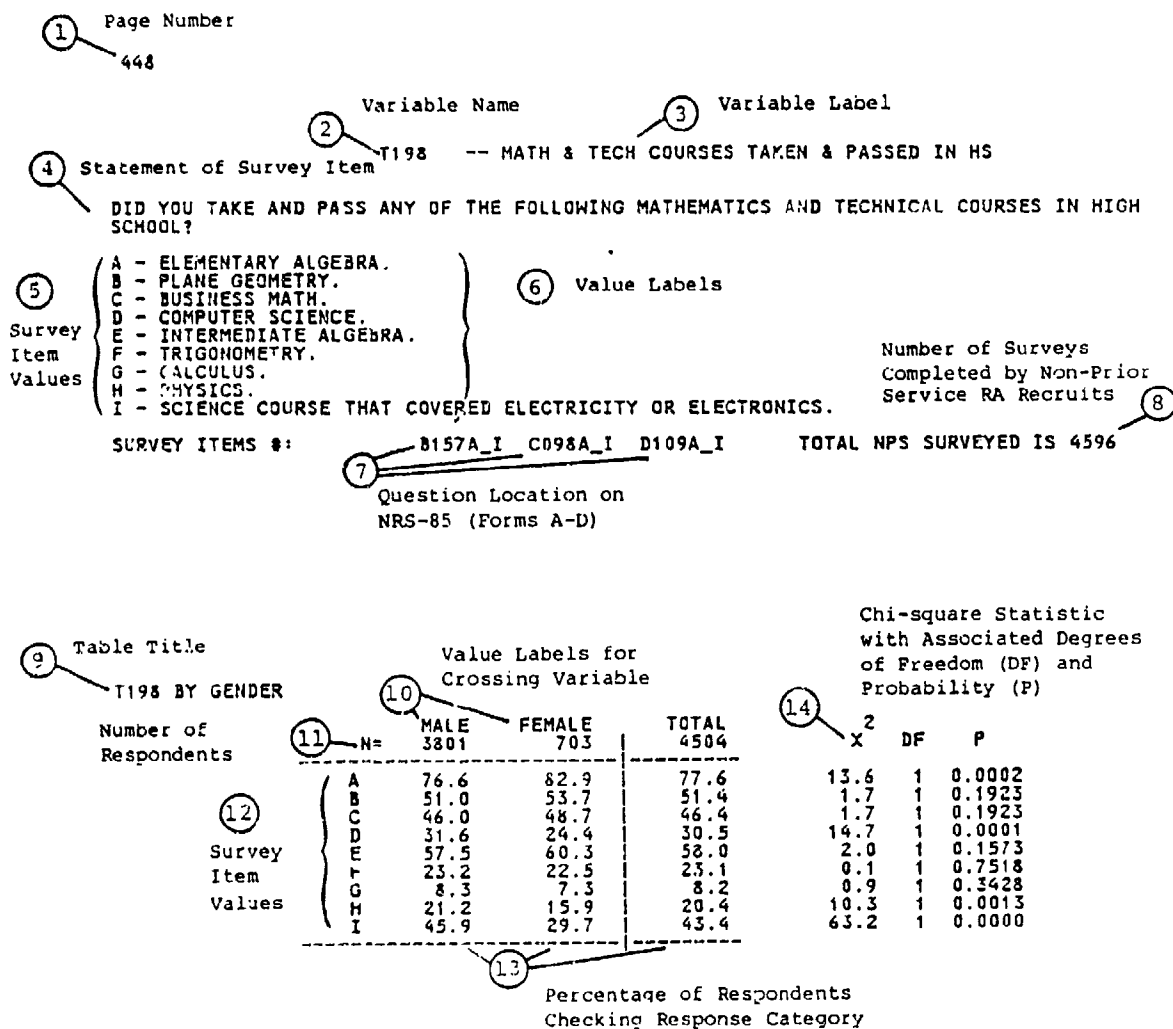 1 Page Number
448
Variable Name
2 3 Variable Label
T198 -- MATH & TECH COURSES TAKEN & PASSED IN HS
4 Statement of Survey Item
DID YOU TAKE AND PASS ANY OF THE FOLLOWING MATHEMATICS AND TECHNICAL COURSES IN HIGH
SCHOOL?
A - ELEMENTARY ALGEBRA.
B - PLANE GEOMETRY.
C - BUSINESS MATH.
D - COMPUTER SCIENCE.
E - INTERMEDIATE ALGEBRA.
F - TRIGONOMETRY.
G - CALCULUS.
H - PHYSICS.
I - SCIENCE COURSE THAT COVERED ELECTRICITY OR ELECTRONICS.
5
Survey
Item
Values
6 Value Labels
Number of Surveys
Completed by Non-Prior
Service RA Recruits
8
SURVEY ITEMS #: B157A_I C098A_I D109A_I TOTAL NPS SURVEYED IS 4596
7
Question Location on
NRS-85 (Forms A-D)
9 Table Title
T198 BY GENDER
Value Labels for
Crossing Variable
10
Chi-square Statistic
with Associated Degrees
of Freedom (DF) and
Probability (P)
14
Number of
Respondents
11
MALE FEMALE TOTAL X2 DF P
N= 3801 703 4504
A 76.6 82.9 77.6 13.6 1 0.0002
B 51.0 53.7 51.4 1.7 1 0.1923
C 46.0 48.7 46.4 1.7 1 0.1923
D 31.6 24.4 30.5 14.7 1 0.0001
E 57.5 60.3 58.0 2.0 1 0.1573
F 23.2 22.5 23.1 0.1 1 0.7518
G 8.3 7.3 8.2 0.9 1 0.3428
H 21.2 15.9 20.4 10.3 1 0.0013
I 45.9 29.7 43.4 63.2 1 0.0000
12
Survey
Item
Values
13
Percentage of Respondents
Checking Response Category